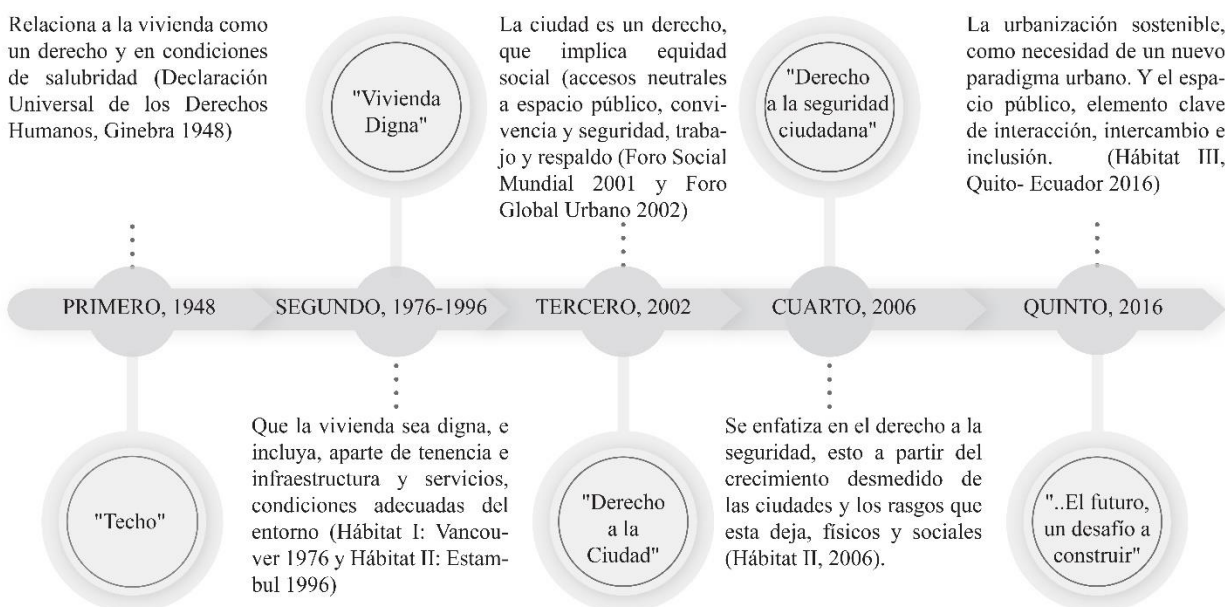 Relaciona a la vivienda como
un derecho y en condiciones
de salubridad (Declaración
Universal de los Derechos
Humanos, Ginebra 1948)
"Vivienda
Digna"
La ciudad es un derecho,
que implica equidad
social (accesos neutrales
a espacio público, convi-
vencia y seguridad, traba-
jo y respaldo (Foro Social
Mundial 2001 y Foro
Global Urbano 2002)
"Derecho
a la seguridad
ciudadana"
La urbanización sostenible,
como necesidad de un nuevo
paradigma urbano. Y el espa-
cio público, elemento clave
de interacción, intercambio e
inclusión. (Hábitat III,
Quito- Ecuador 2016)
PRIMERO, 1948
SEGUNDO, 1976-1996
TERCERO, 2002
CUARTO, 2006
QUINTO, 2016
"Techo"
Que la vivienda sea digna, e
incluya, aparte de tenencia e
infraestructura y servicios,
condiciones adecuadas del
entorno (Hábitat I: Vancou-
ver 1976 y Hábitat II: Estam-
bul 1996)
"Derecho
a la
Ciudad"
Se enfatiza en el derecho a la
seguridad, esto a partir del
crecimiento desmedido de
las ciudades y los rasgos que
esta deja, físicos y sociales
(Hábitat II, 2006).
"..El futuro,
un desafío a
construir"